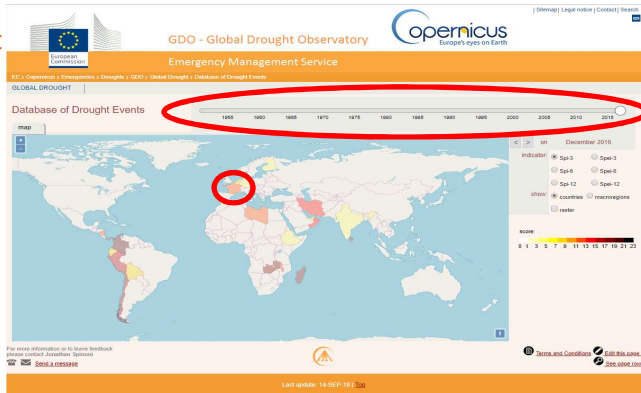 | Sitemap | Legal notice | Contact | Search
en
European
Commission
GDO - Global Drought Observatory
opernicus
Europe's eyes on Earth
Emergency Management Service
EC > Copernicus > Emergencies > Droughts > GDO > Global Drought > Database of Drought Events
GLOBAL DROUGHT
Database of Drought Events
1955 1960 1965 1970 1975 1980 1985 1990 1995 2000 2005 2010 2015
map
+
−
< > on December 2016
indicator Spi-3 Spei-3
Spi-6 Spei-6
Spi-12 Spei-12
show countries macroregions
raster
score:
0 1 3 5 7 9 11 13 15 17 19 21 23
i
For more information or to leave feedback
please contact Jonathan Spinoni
Send a message
Terms and Conditions Edit this page.
See page row
Last update: 14-SEP-16 | Top